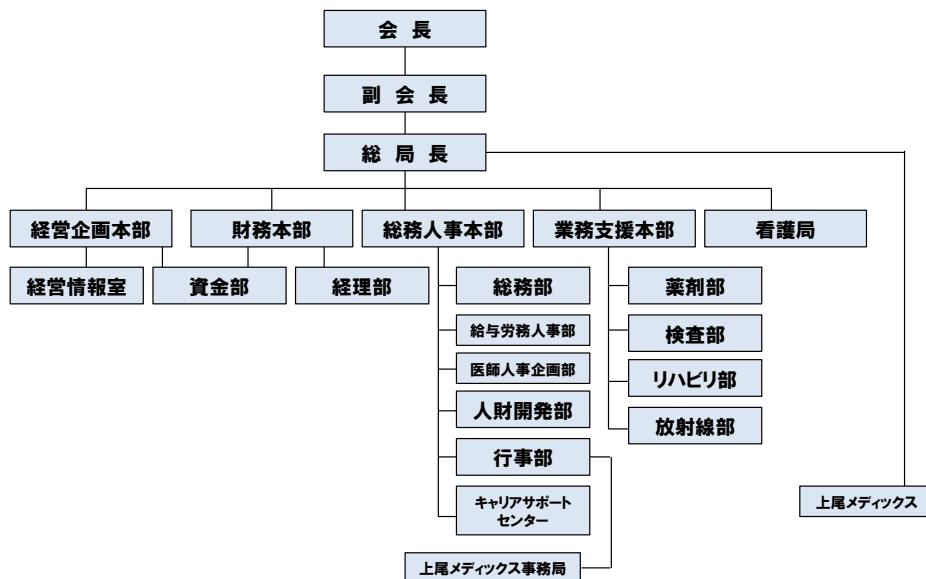 会 長
副 会 長
総 局 長
経営企画本部
財務本部
総務人事本部
業務支援本部
看護局
経営情報室
資金部
経理部
総務部
薬剤部
給与労務人事部
検査部
医師人事企画部
リハビリ部
人財開発部
放射線部
行事部
キャリアサポート
センター
上尾メディックス
上尾メディックス事務局